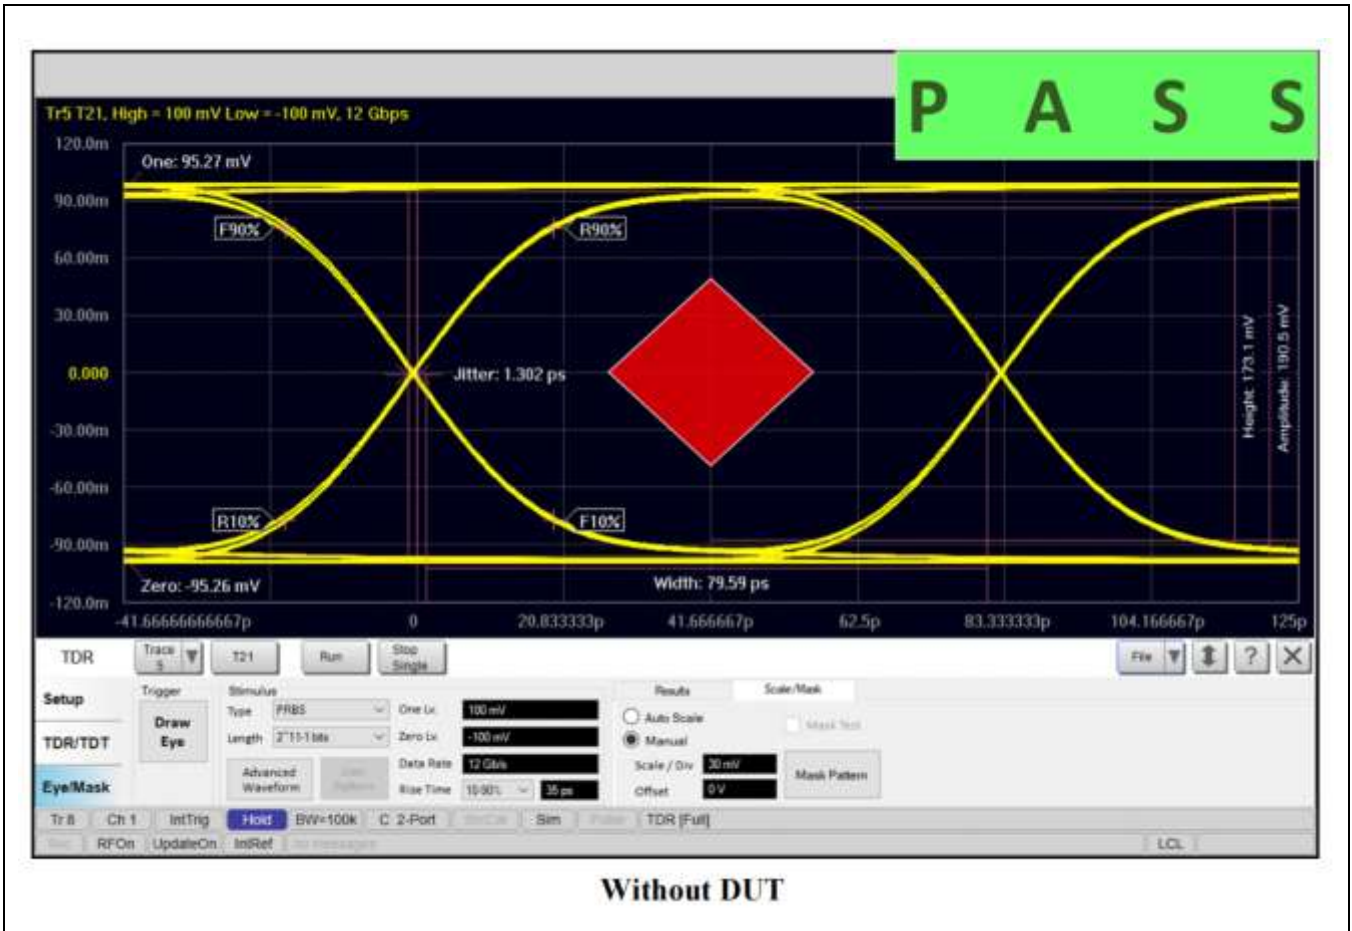 P A S S
Tr5 T21, High = 100 mV Low = -100 mV, 12 Gbps
120.0m
One: 95.27 mV
90.00m
F90%
R90%
60.00m
30.00m
0.000
Jitter: 1.302 ps
Height: 173.1 mV
Amplitude: 190.5 mV
-30.00m
-60.00m
R10%
F10%
-90.00m
Zero: -95.26 mV
Width: 79.59 ps
-120.0m
-41.66666666667p 0 20.833333p 41.666667p 62.5p 83.333333p 104.166667p 125p
TDR Trace 5 T21 Run Stop Single File ? X
Setup
TDR/TDT
Eye/Mask
Trigger
Draw Eye
Stimulus
Type PRBS
Length 2^11-1 bits
Advanced Waveform
One Lv. 100 mV
Zero Lv. -100 mV
Data Rate 12 Gb/s
Rise Time 10-90% 35 ps
Results Scale/Mask
Auto Scale
Manual
Scale / Div 30 mV
Offset 0 V
Mask Test
Mask Pattern
Tr 8 Ch 1 IntTrig Hold BW=100k C 2-Port Sim TDR [Full]
RFOn UpdateOn IntRef no messages LCL
Without DUT